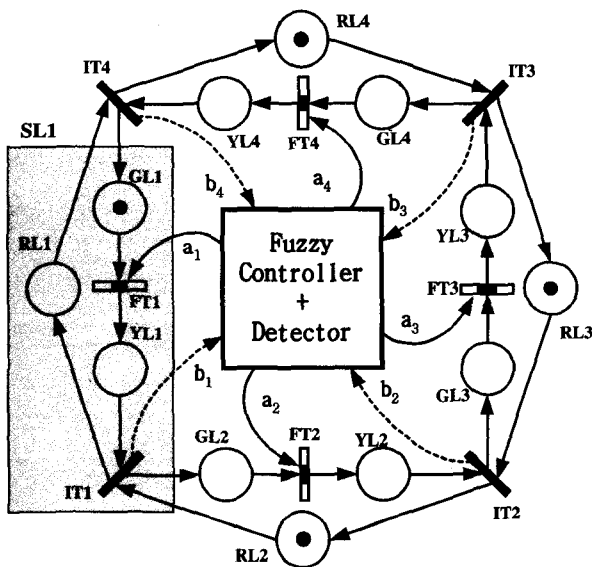 RL4
IT4
IT3
SL1
YL4
FT4
GL4
GL1
b4
a4
b3
RL1
a1
Fuzzy
Controller
+
Detector
YL3
FT1
FT3
YL1
a3
RL3
b1
a2
b2
GL3
GL2
FT2
YL2
IT1
IT2
RL2